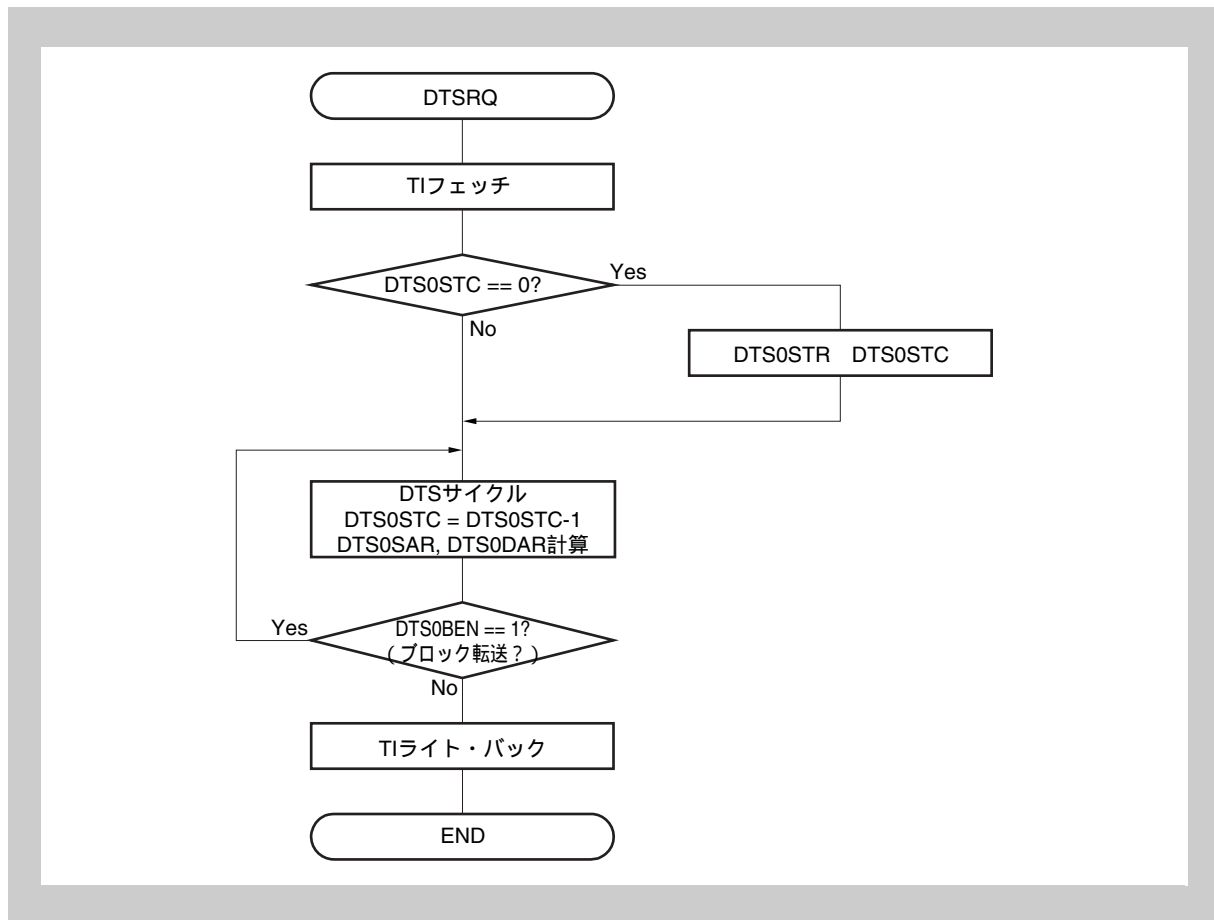 DTSRQ
TIフェッチ
DTS0STC == 0?
Yes
No
DTS0STR DTS0STC
DTSサイクル
DTS0STC = DTS0STC-1
DTS0SAR, DTS0DAR計算
Yes
DTS0BEN == 1?
(ブロック転送?)
No
TIライト・バック
END